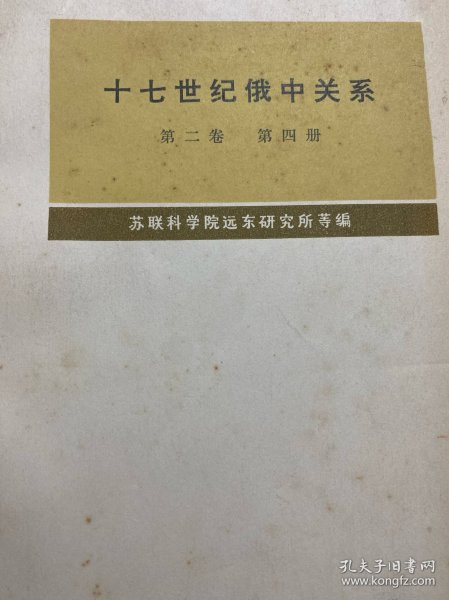 十七世纪俄中关系
第二卷 第四册
苏联科学院远东研究所等编
孔夫子旧书网
www.kongfz.com